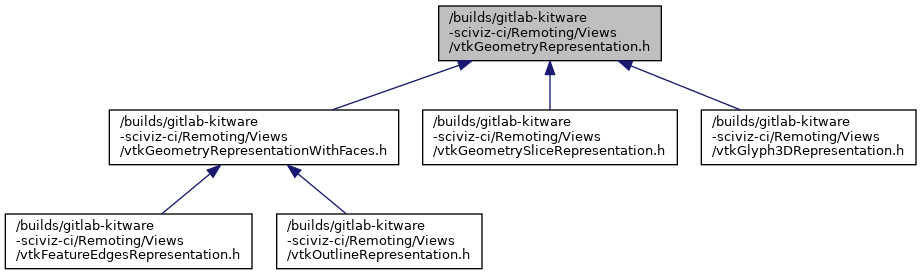 /builds/gitlab-kitware
-sciviz-ci/Remoting/Views
/vtkGeometryRepresentation.h
/builds/gitlab-kitware
-sciviz-ci/Remoting/Views
/vtkGeometryRepresentationWithFaces.h
/builds/gitlab-kitware
-sciviz-ci/Remoting/Views
/vtkGeometrySliceRepresentation.h
/builds/gitlab-kitware
-sciviz-ci/Remoting/Views
/vtkGlyph3DRepresentation.h
/builds/gitlab-kitware
-sciviz-ci/Remoting/Views
/vtkFeatureEdgesRepresentation.h
/builds/gitlab-kitware
-sciviz-ci/Remoting/Views
/vtkOutlineRepresentation.h